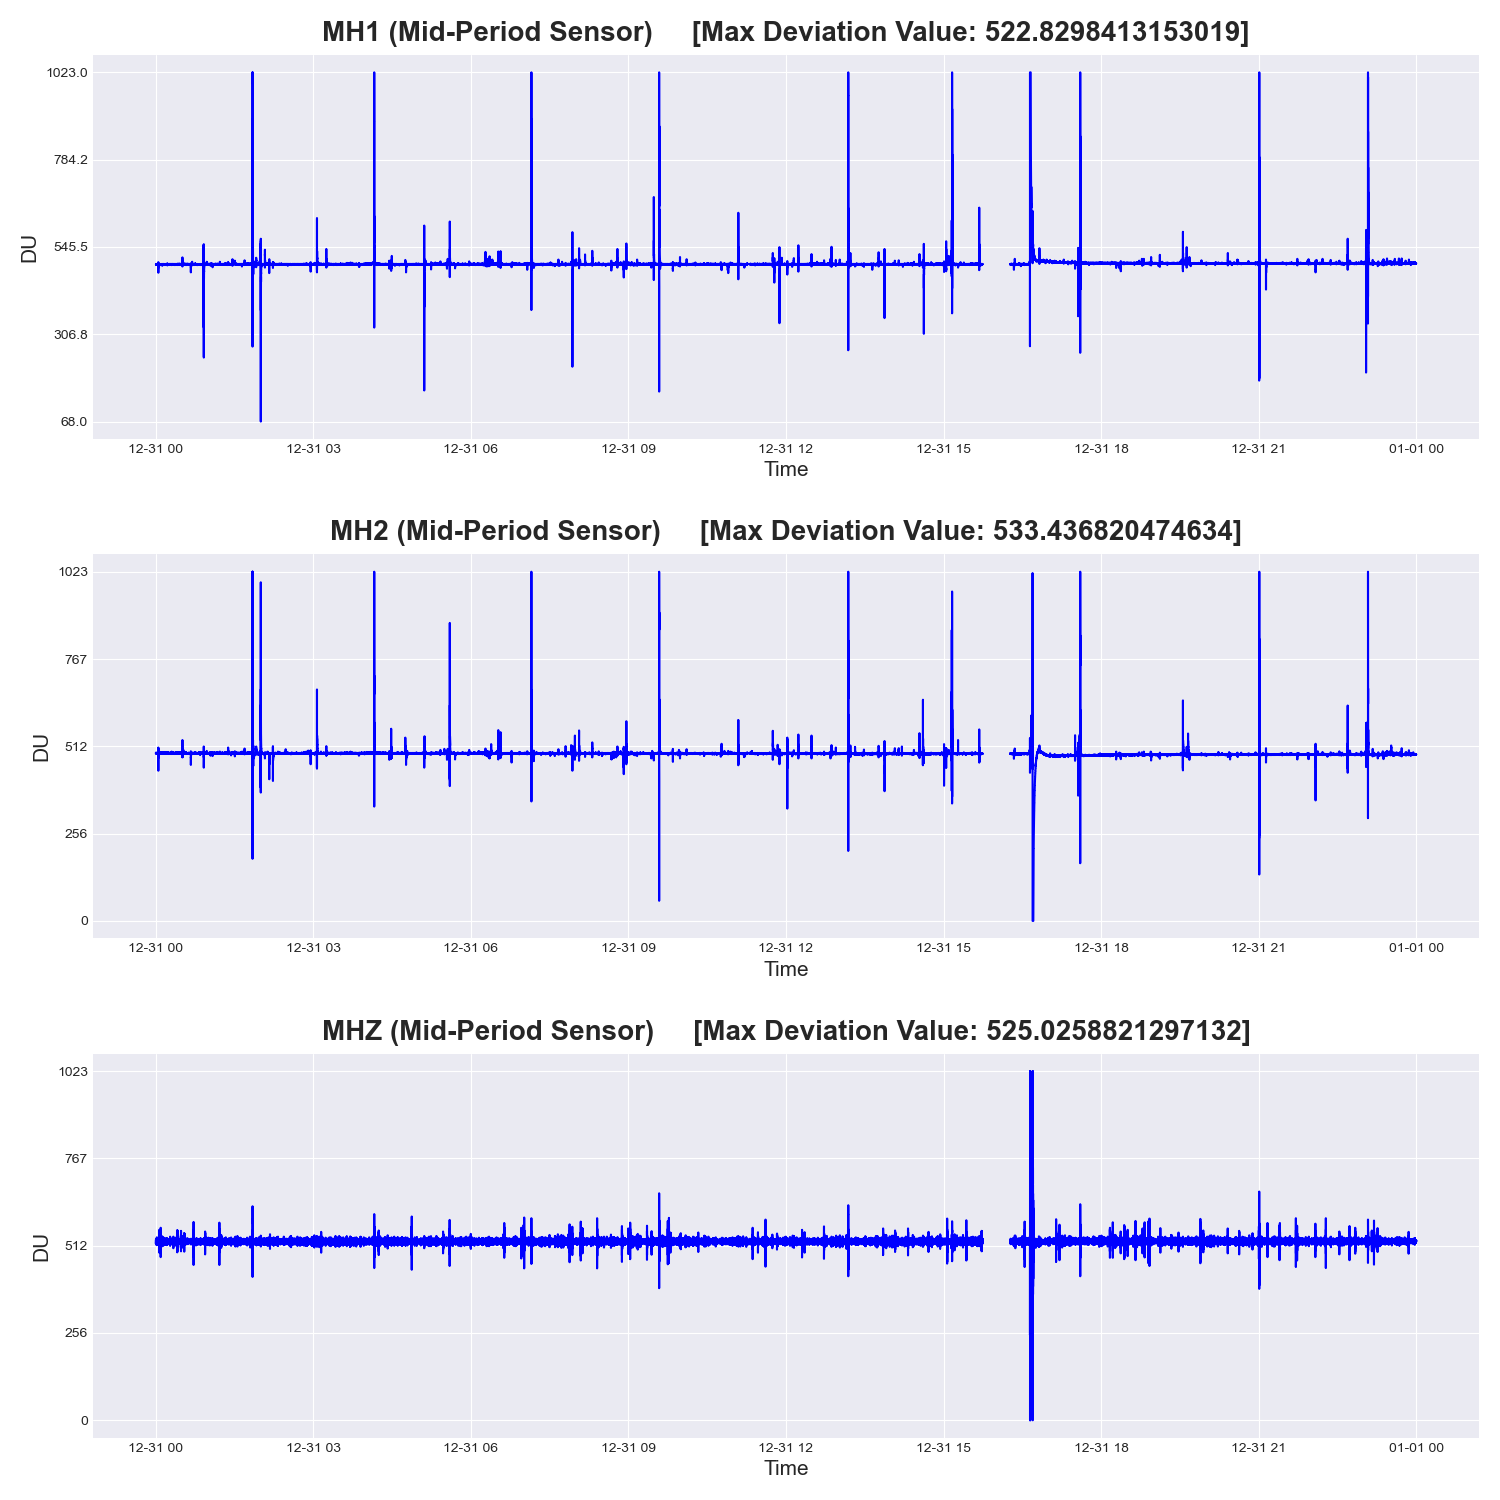 MH1 (Mid-Period Sensor) [Max Deviation Value: 522.8298413153019]
1023.0
784.2
545.5
306.8
68.0
DU
12-31 00 12-31 03 12-31 06 12-31 09 12-31 12 12-31 15 12-31 18 12-31 21 01-01 00
Time
MH2 (Mid-Period Sensor) [Max Deviation Value: 533.436820474634]
1023
767
512
256
0
DU
12-31 00 12-31 03 12-31 06 12-31 09 12-31 12 12-31 15 12-31 18 12-31 21 01-01 00
Time
MHZ (Mid-Period Sensor) [Max Deviation Value: 525.0258821297132]
1023
767
512
256
0
DU
12-31 00 12-31 03 12-31 06 12-31 09 12-31 12 12-31 15 12-31 18 12-31 21 01-01 00
Time